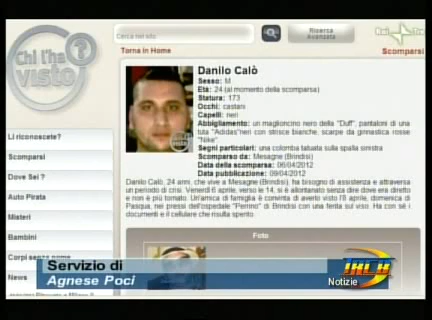 Chi l'ha
visto
?
Cerca nel sito
Ricerca
Avanzata
Rai Tre
Torna in Home
Scomparsi
Danilo Calò
Sesso: M
Età: 24 (al momento della scomparsa)
Statura: 173
Occhi: castani
Capelli: neri
Abbigliamento: un maglioncino nero della "Duff", pantaloni di una
tuta "Adidas"neri con strisce bianche, scarpe da ginnastica rosse
"Nike"
Segni particolari: una colomba tatuata sulla spalla sinistra
Scomparso da: Mesagne (Brindisi)
Data della scomparsa: 06/04/2012
Data pubblicazione: 09/04/2012
Danilo Calò, 24 anni, che vive a Mesagne (Brindisi), ha bisogno di assistenza e attraversa
un periodo di crisi. Venerdì 6 aprile, verso le 14, si è allontanato senza dire dove era diretto
e non è più tornato. Un'amica di famiglia è convinta di averlo visto l'8 aprile, domenica di
Pasqua, nei pressi dell'ospedale "Perrino" di Brindisi con una ferita sul viso. Ha con sé i
documenti e il cellulare che risulta spento.
Li riconoscete?
Scomparsi
Dove Sei ?
Auto Pirata
Misteri
Bambini
Corpi senza nome
News
Foto
Servizio di
Agnese Poci
Notizie